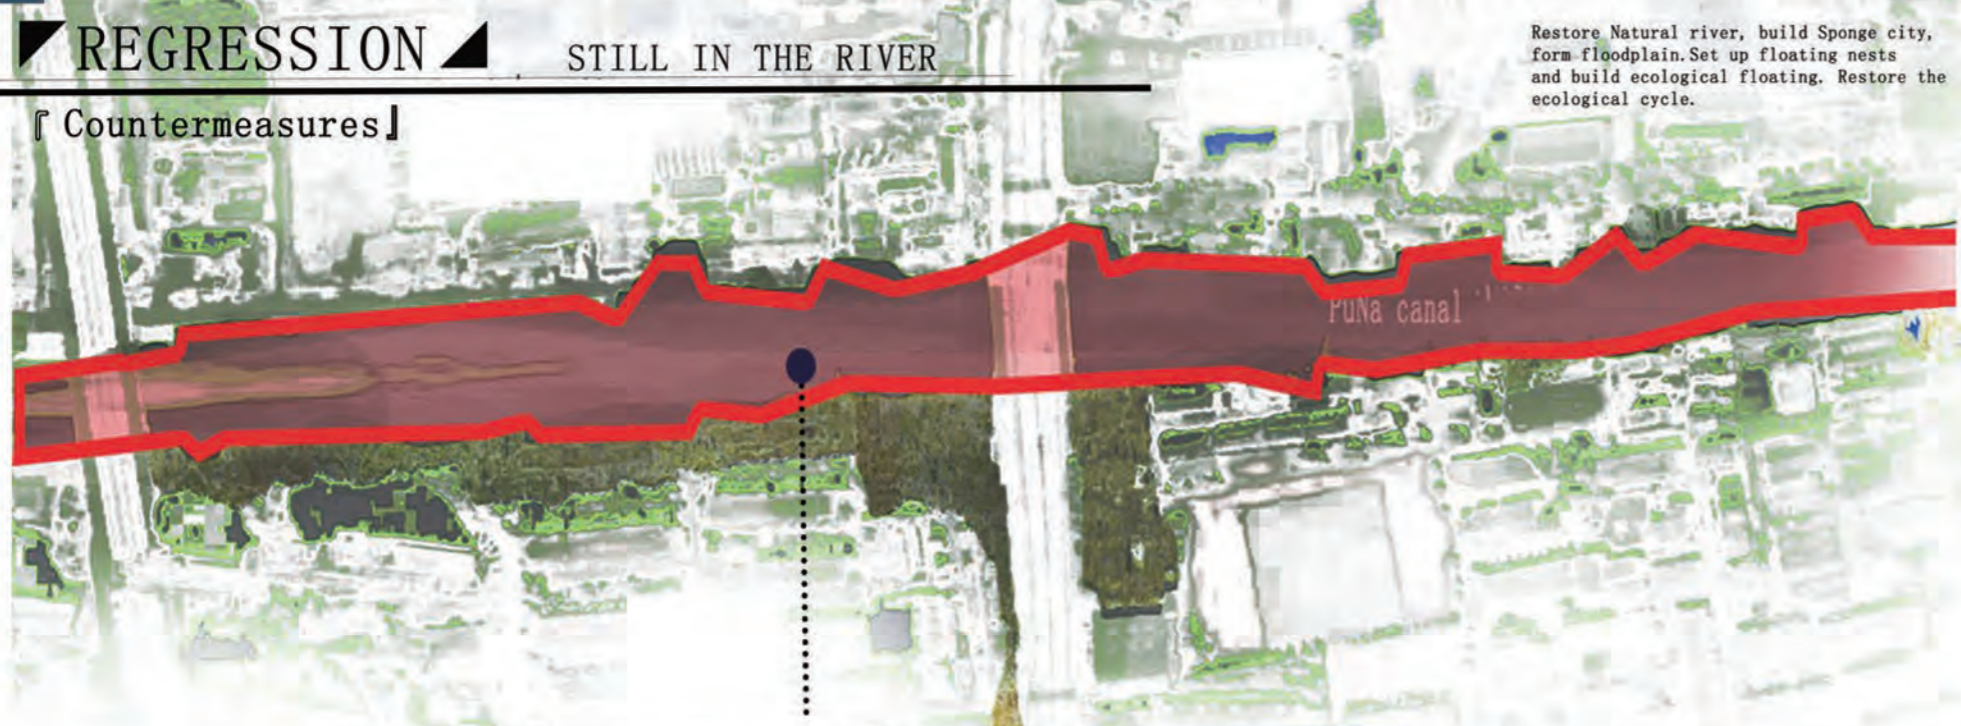 REGRESSION
STILL IN THE RIVER
『Countermeasures』
Restore Natural river, build Sponge city,
form floodplain.Set up floating nests
and build ecological floating. Restore the
ecological cycle.
PuNa canal